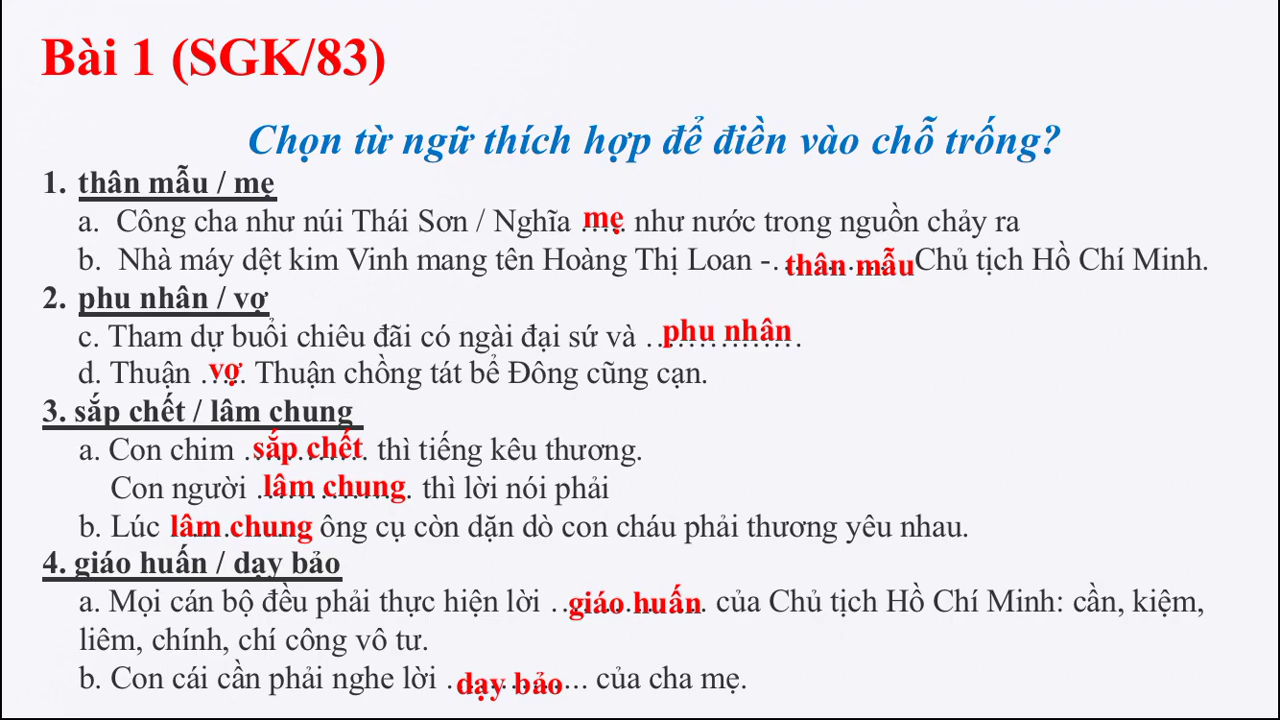 Bài 1 (SGK/83)
Chọn từ ngữ thích hợp để điền vào chỗ trống?
1. thân mẫu / mẹ
a. Công cha như núi Thái Sơn / Nghĩa mẹ như nước trong nguồn chảy ra
b. Nhà máy dệt kim Vinh mang tên Hoàng Thị Loan - thân mẫu Chủ tịch Hồ Chí Minh.
2. phu nhân / vợ
c. Tham dự buổi chiêu đãi có ngài đại sứ và phu nhân.
d. Thuận vợ Thuận chồng tát bể Đông cũng cạn.
3. sắp chết / lâm chung
a. Con chim sắp chết thì tiếng kêu thương.
Con người lâm chung thì lời nói phải
b. Lúc lâm chung ông cụ còn dặn dò con cháu phải thương yêu nhau.
4. giáo huấn / dạy bảo
a. Mọi cán bộ đều phải thực hiện lời giáo huấn của Chủ tịch Hồ Chí Minh: cần, kiệm,
liêm, chính, chí công vô tư.
b. Con cái cần phải nghe lời dạy bảo của cha mẹ.